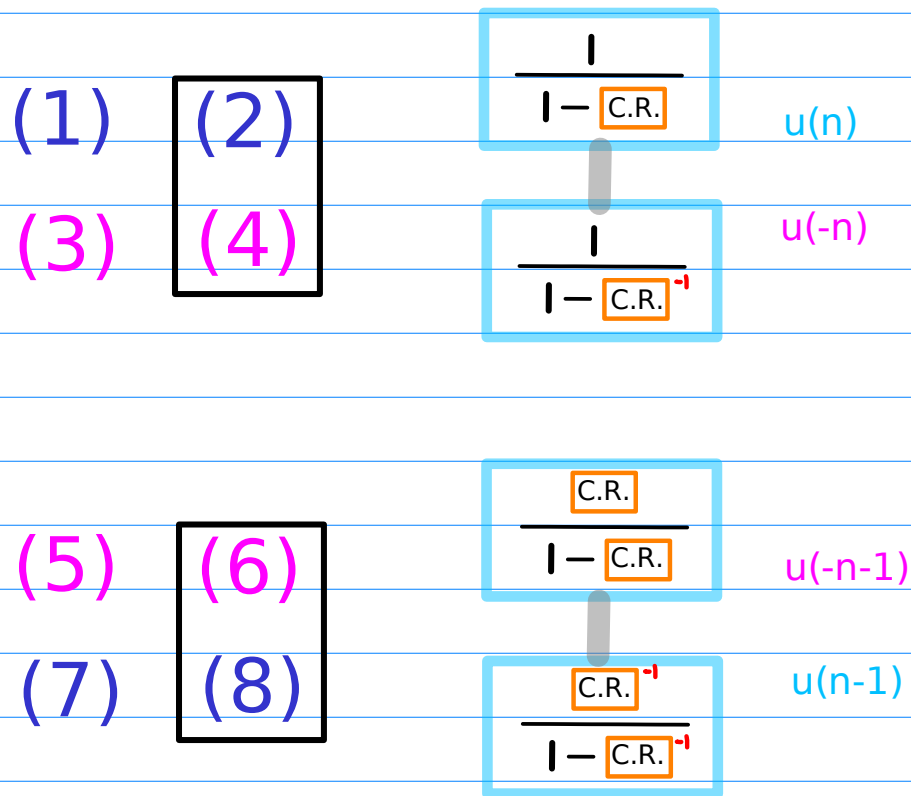 1
(1) (2) 1 – C.R. u(n)
(3) (4) 1 u(-n)
1 – C.R. -1
C.R.
(5) (6) 1 – C.R. u(-n-1)
(7) (8) C.R. -1 u(n-1)
1 – C.R. -1